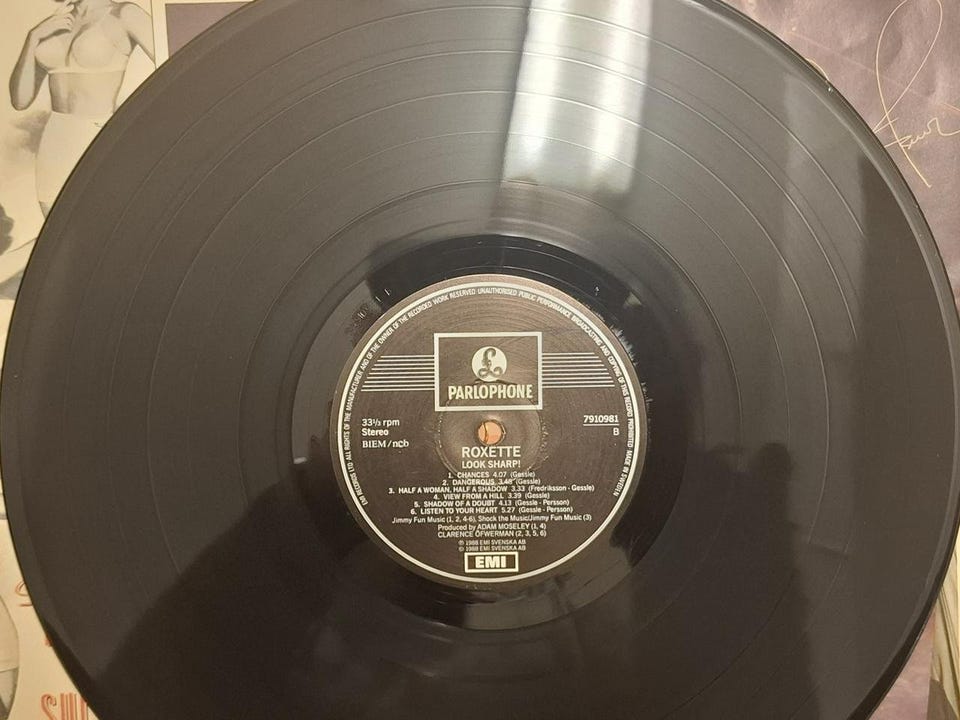 EMI RECORDS LTD ALL RIGHTS OF THE MANUFACTURER AND OF THE OWNER OF THE RECORDED WORK RESERVED UNAUTHORISED PUBLIC PERFORMANCE BROADCASTING AND COPYING OF THIS RECORD PROHIBITED MADE IN
£
PARLOPHONE
33⅓ rpm
Stereo
BIEM/ncb
7910981
B
ROXETTE
LOOK SHARP!
1. CHANCES 4.07 (Gessle)
2. DANGEROUS 3.48 (Gessle)
3. HALF A WOMAN, HALF A SHADOW 3.33 (Fredriksson - Gessle)
4. VIEW FROM A HILL 3.39 (Gessle)
5. SHADOW OF A DOUBT 4.13 (Gessle - Persson)
6. LISTEN TO YOUR HEART 5.27 (Gessle - Persson)
Jimmy Fun Music (1, 2, 4-6), Shock the Music/Jimmy Fun Music (3)
Produced by ADAM MOSELEY (1, 4)
CLARENCE ÖFWERMAN (2, 3, 5, 6)
℗ 1988 EMI SVENSKA AB
© 1988 EMI SVENSKA AB
EMI